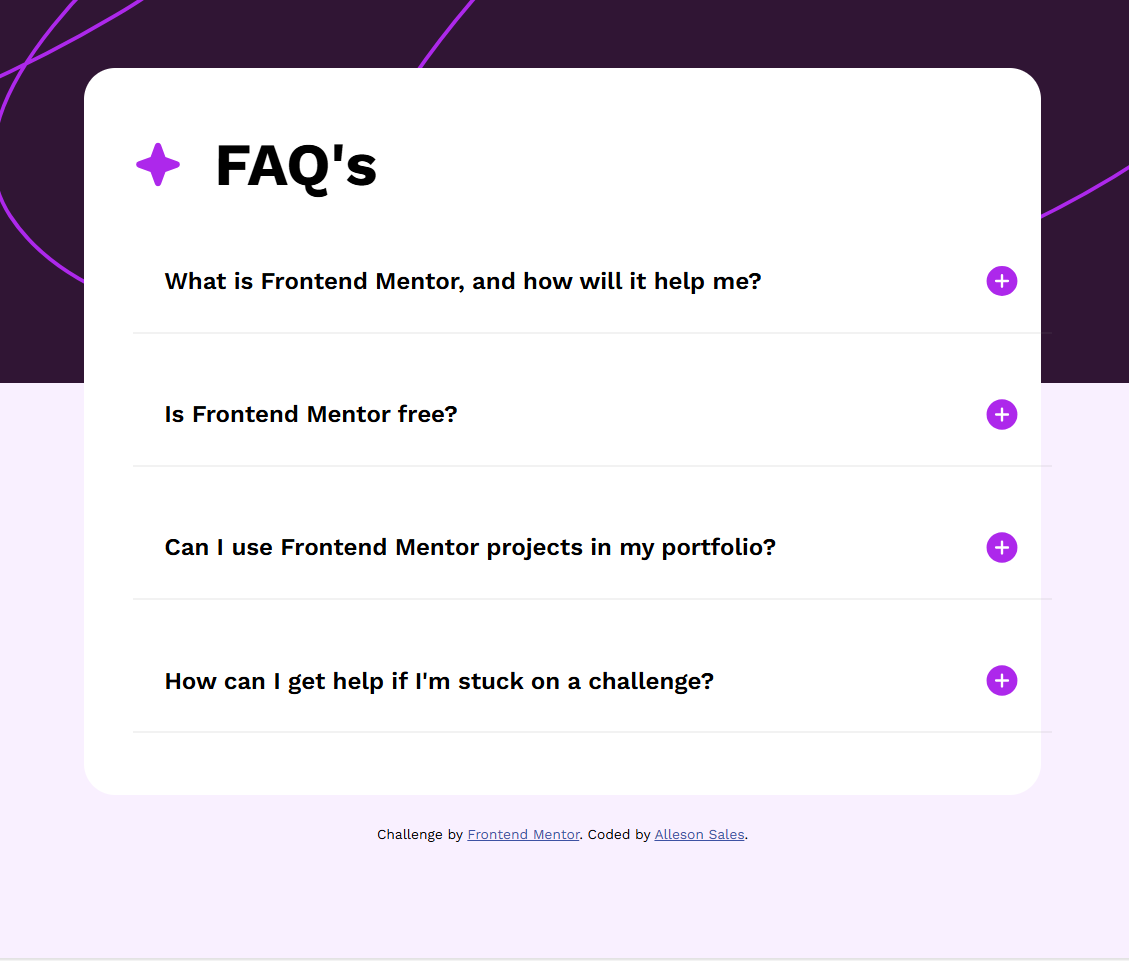 FAQ's
What is Frontend Mentor, and how will it help me?
Is Frontend Mentor free?
Can I use Frontend Mentor projects in my portfolio?
How can I get help if I'm stuck on a challenge?
Challenge by Frontend Mentor. Coded by Alleson Sales.